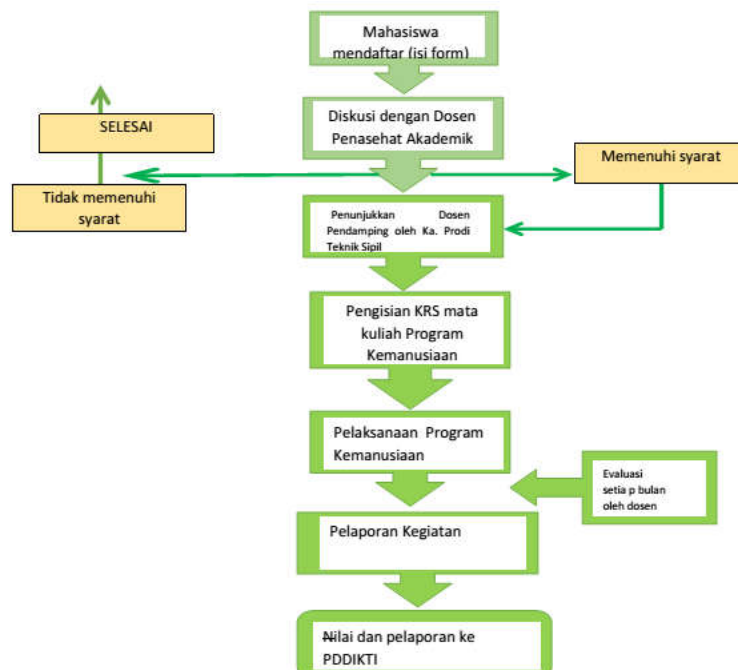 Mahasiswa
mendaftar (isi form)
Diskusi dengan Dosen
Penasehat Akademik
SELESAI
Memenuhi syarat
Tidak memenuhi
syarat
Penunjukkan Dosen
Pendamping oleh Ka. Prodi
Teknik Sipil
Pengisian KRS mata
kuliah Program
Kemanusiaan
Pelaksanaan Program
Kemanusiaan
Evaluasi
setia p bulan
oleh dosen
Pelaporan Kegiatan
Nilai dan pelaporan ke
PDDIKTI